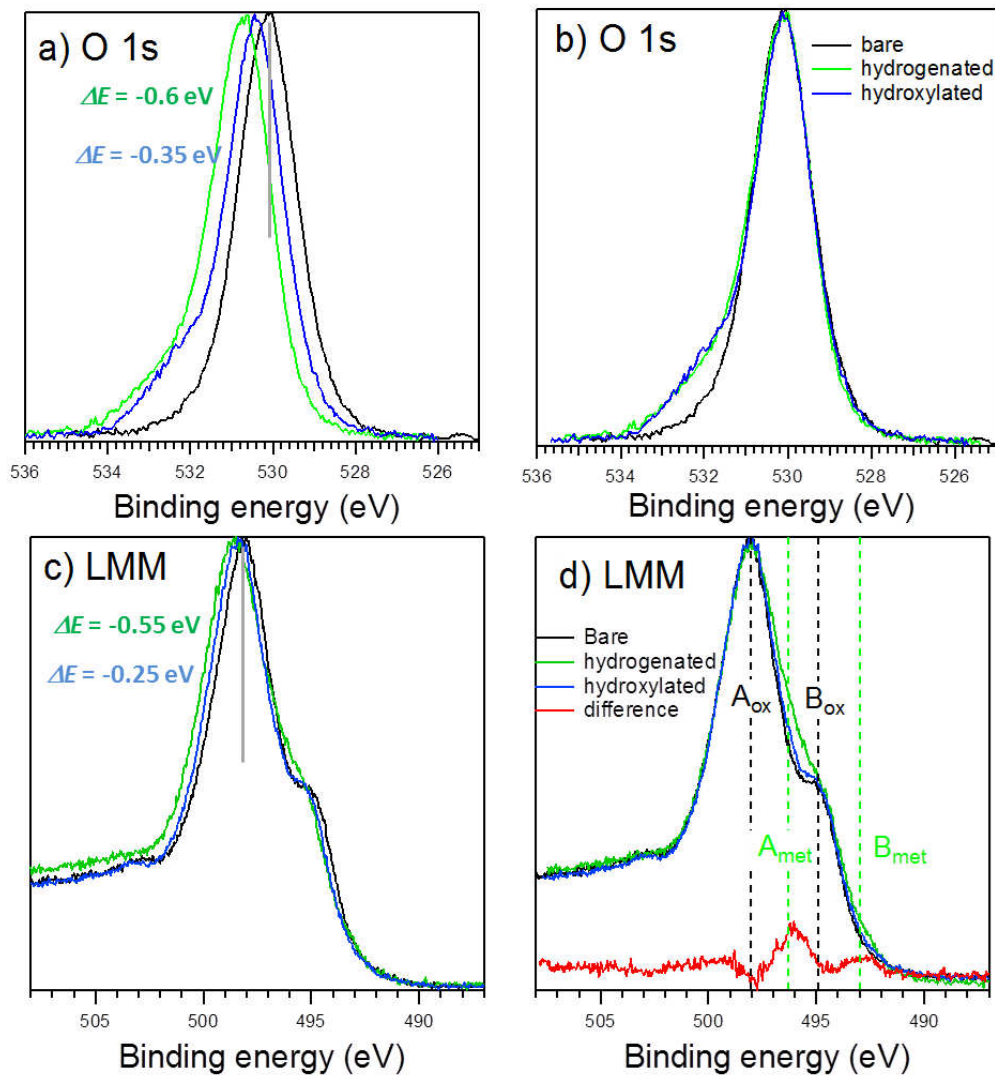 a) O 1s
ΔE = -0.6 eV
ΔE = -0.35 eV
536 534 532 530 528 526
Binding energy (eV)
b) O 1s
bare
hydrogenated
hydroxylated
536 534 532 530 528 526
Binding energy (eV)
c) LMM
ΔE = -0.55 eV
ΔE = -0.25 eV
505 500 495 490
Binding energy (eV)
d) LMM
Bare
hydrogenated
hydroxylated
difference
Aox Box
Amet Bmet
505 500 495 490
Binding energy (eV)